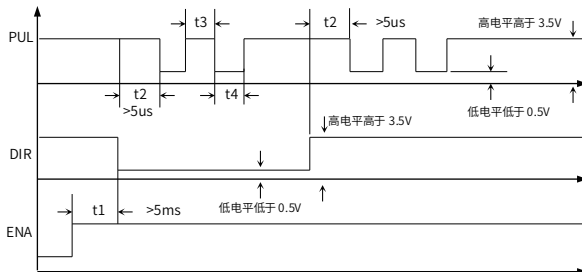 t3
t2
>5us
高电平高于 3.5V
PUL
t2
t4
>5us
低电平低于 0.5V
高电平高于 3.5V
DIR
低电平低于 0.5V
t1
>5ms
ENA